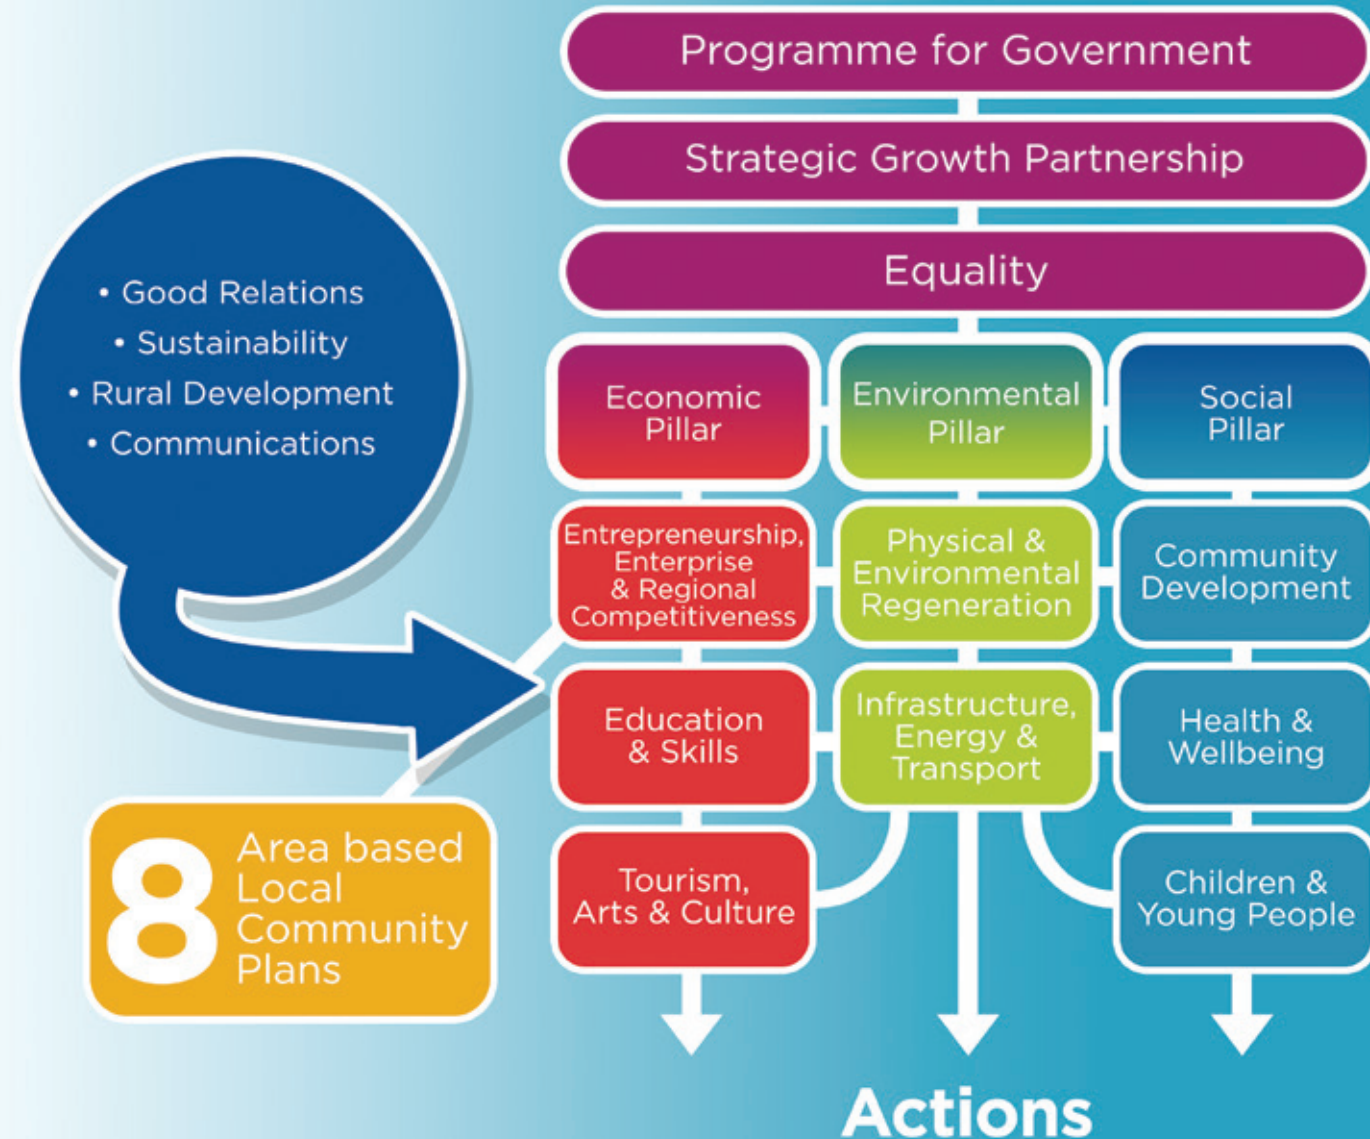 Programme for Government
Strategic Growth Partnership
Equality
• Good Relations
• Sustainability
• Rural Development
• Communications
Economic
Pillar
Environmental
Pillar
Social
Pillar
Entrepreneurship,
Enterprise
& Regional
Competitiveness
Physical &
Environmental
Regeneration
Community
Development
Education
& Skills
Infrastructure,
Energy &
Transport
Health &
Wellbeing
8
Area based
Local
Community
Plans
Tourism,
Arts & Culture
Children &
Young People
Actions